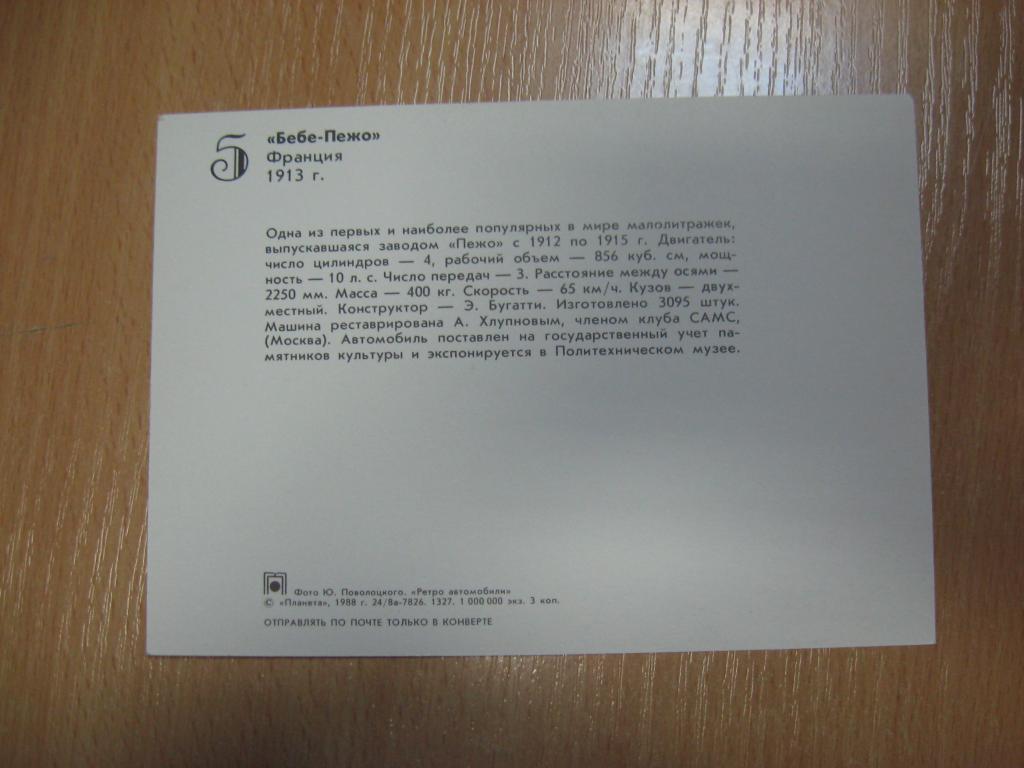 5
«Бебе-Пежо»
Франция
1913 г.
Одна из первых и наиболее популярных в мире малолитражек,
выпускавшаяся заводом «Пежо» с 1912 по 1915 г. Двигатель:
число цилиндров — 4, рабочий объем — 856 куб. см, мощ-
ность — 10 л. с. Число передач — 3. Расстояние между осями —
2250 мм. Масса — 400 кг. Скорость — 65 км/ч. Кузов — двух-
местный. Конструктор — Э. Бугатти. Изготовлено 3095 штук.
Машина реставрирована А. Хлупновым, членом клуба САМС,
(Москва). Автомобиль поставлен на государственный учет па-
мятников культуры и экспонируется в Политехническом музее.
Фото Ю. Поволоцкого. «Ретро автомобили»
© «Планета», 1988 г. 24/8а-7826. 1327. 1 000 000 экз. 3 коп.
ОТПРАВЛЯТЬ ПО ПОЧТЕ ТОЛЬКО В КОНВЕРТЕ